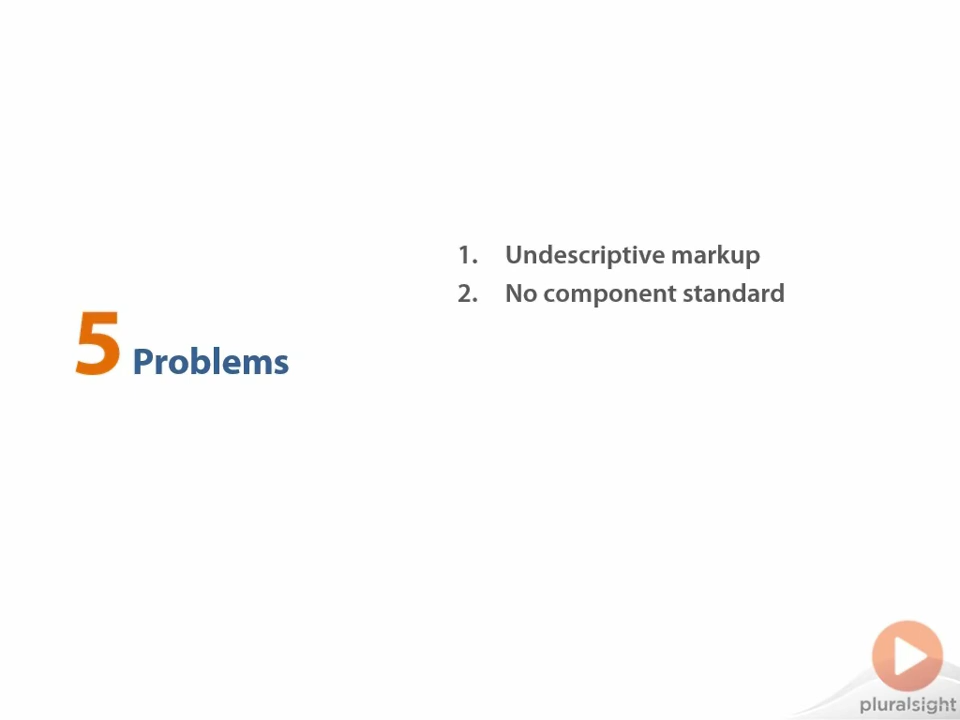 5 Problems
1. Undescriptive markup
2. No component standard
pluralsight